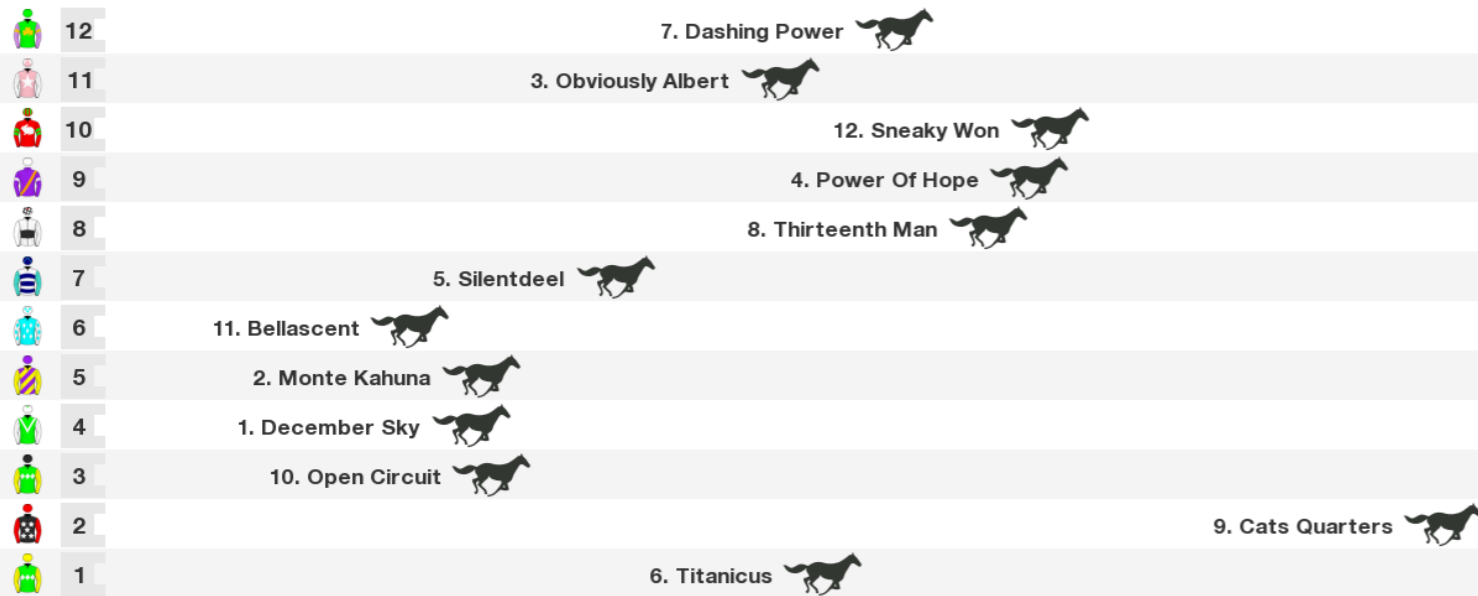 12 7. Dashing Power
11 3. Obviously Albert
10 12. Sneaky Won
9 4. Power Of Hope
8 8. Thirteenth Man
7 5. Silentdeel
6 11. Bellascent
5 2. Monte Kahuna
4 1. December Sky
3 10. Open Circuit
2 9. Cats Quarters
1 6. Titanicus